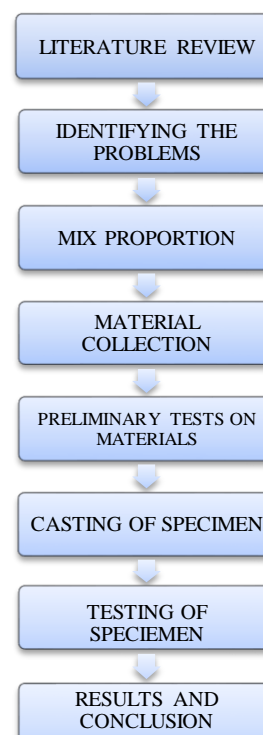 LITERATURE REVIEW
IDENTIFYING THE
PROBLEMS
MIX PROPORTION
MATERIAL
COLLECTION
PRELIMINARY TESTS ON
MATERIALS
CASTING OF SPECIMEN
TESTING OF
SPECIEMEN
RESULTS AND
CONCLUSION